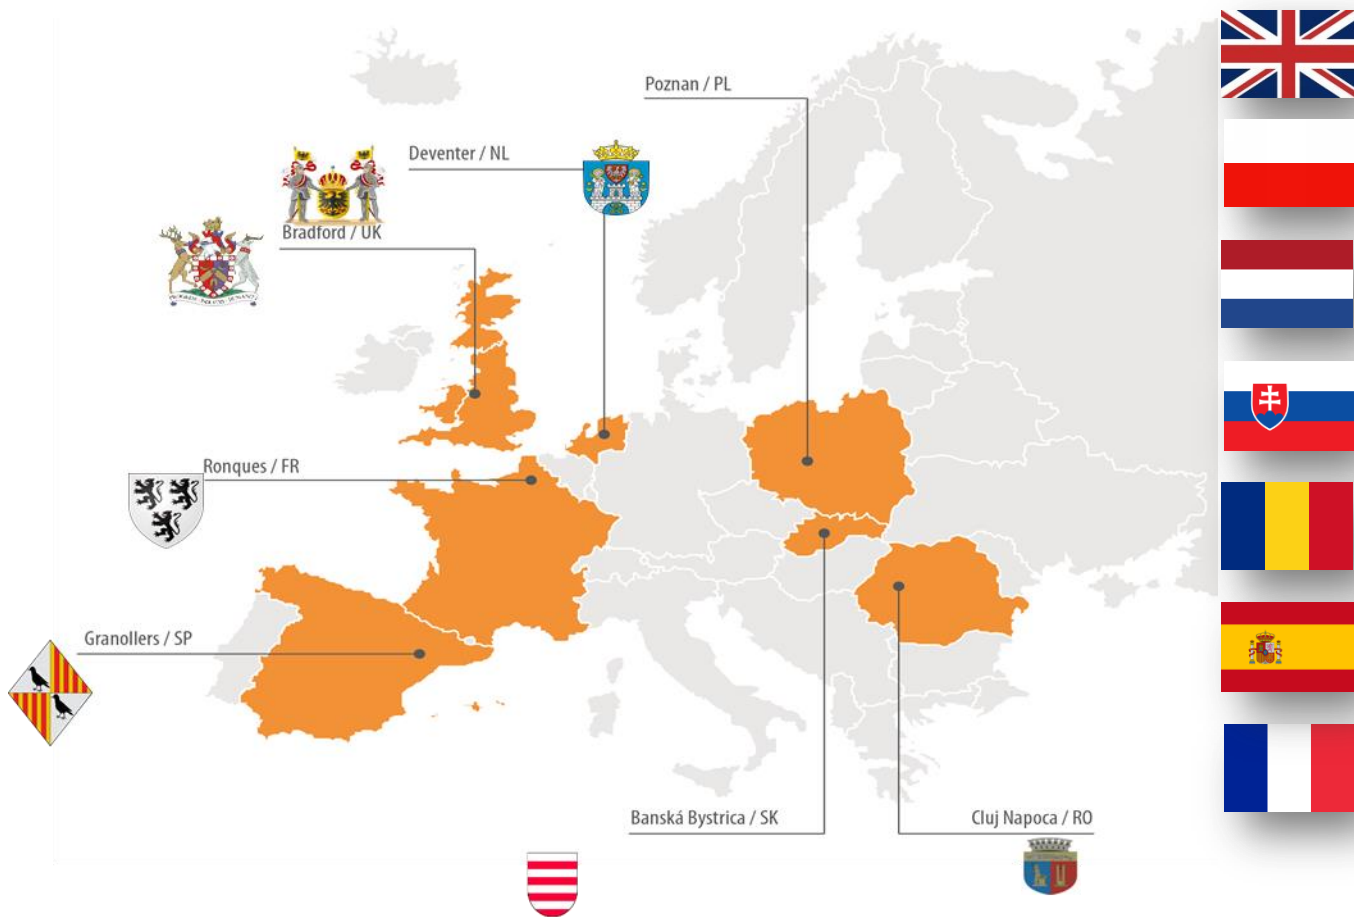 Poznan / PL
Deventer / NL
Bradford / UK
Ronques / FR
Granollers / SP
Banská Bystrica / SK
Cluj Napoca / RO